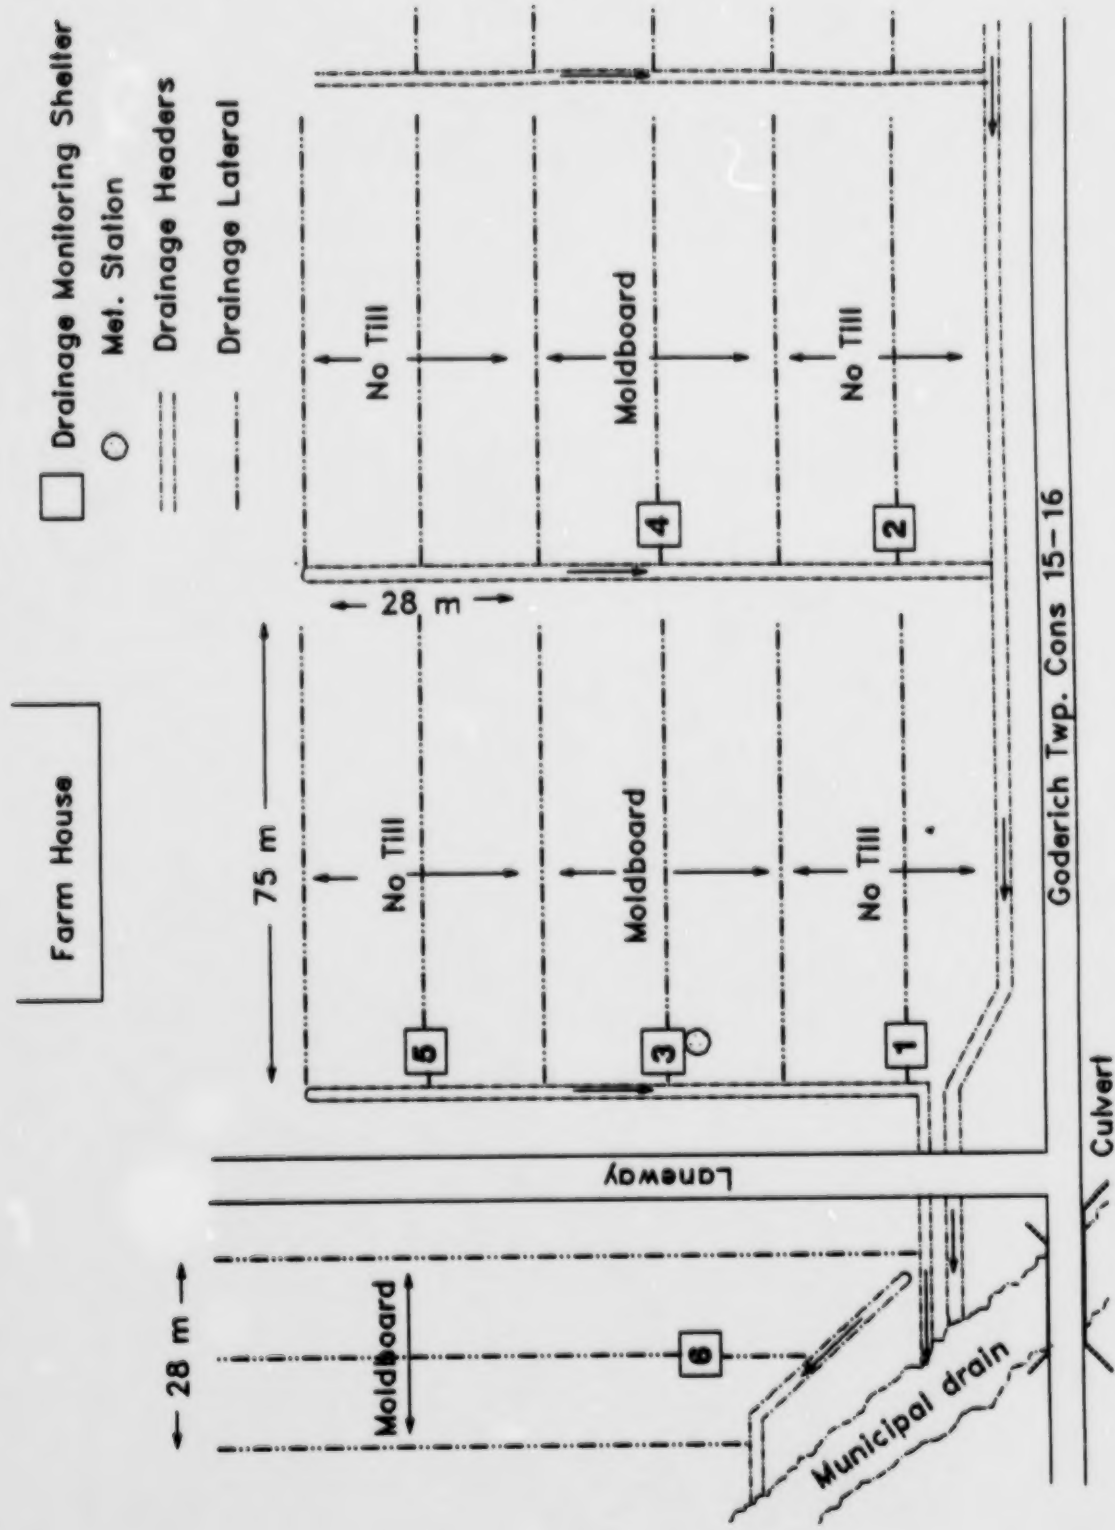 Drainage Monitoring Shelter
Met. Station
Drainage Headers
Drainage Lateral
Farm House
75 m
28 m
28 m
No Till
Moldboard
No Till
No Till
Moldboard
No Till
Moldboard
5
3
1
4
2
6
Laneway
Municipal drain
Culvert
Goderich Twp. Cons 15-16